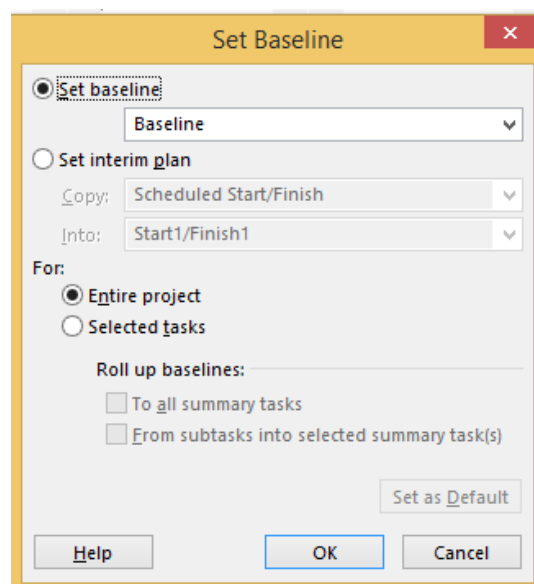 Set Baseline
Set baseline
Baseline
Set interim plan
Copy: Scheduled Start/Finish
Into: Start1/Finish1
For:
Entire project
Selected tasks
Roll up baselines:
To all summary tasks
From subtasks into selected summary task(s)
Set as Default
Help OK Cancel